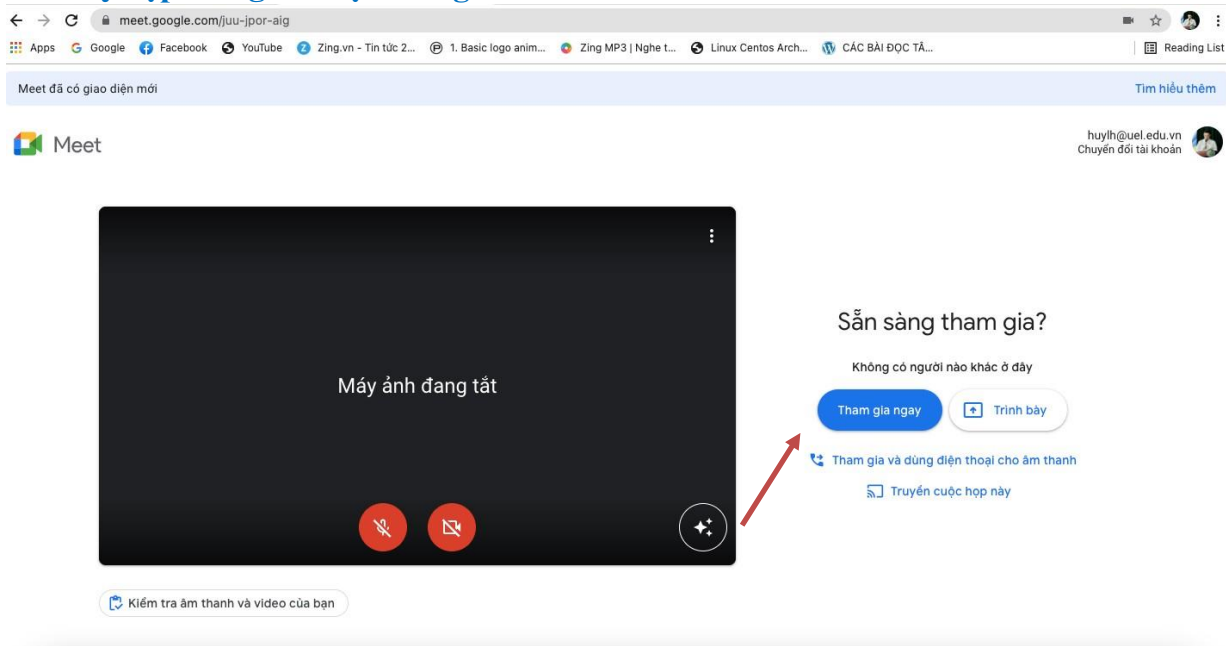 meet.google.com/juu-jpor-aig
Apps Google Facebook YouTube Zing.vn - Tin tức 2... 1. Basic logo anim... Zing MP3 | Nghe t... Linux Centos Arch... CÁC BÀI ĐỌC TÂ... Reading List
Meet đã có giao diện mới Tìm hiểu thêm
Meet
huylh@uel.edu.vn
Chuyển đổi tài khoản
Máy ảnh đang tắt
Sẵn sàng tham gia?
Không có người nào khác ở đây
Tham gia ngay Trình bày
Tham gia và dùng điện thoại cho âm thanh
Truyền cuộc họp này
Kiểm tra âm thanh và video của bạn